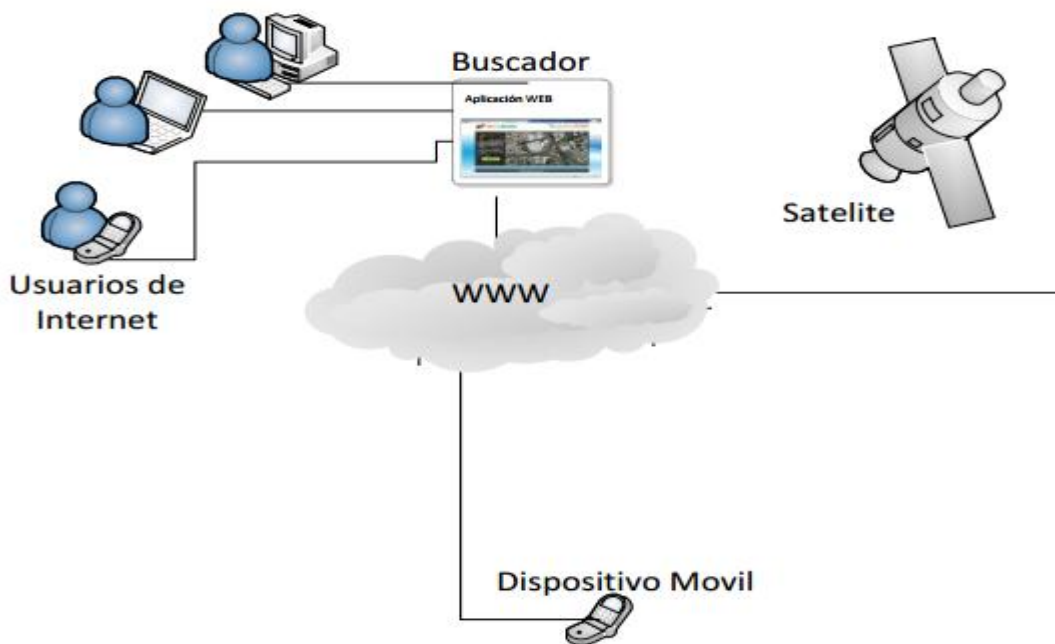 Buscador
Aplicación WEB
Satelite
Usuarios de
Internet
WWW
Dispositivo Movil